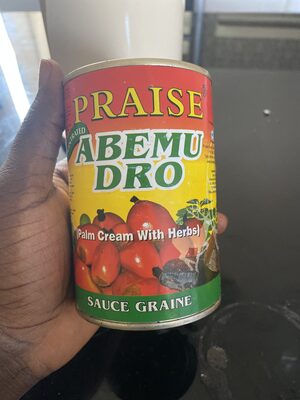 PRAISE
ABEMU
DRO
(Palm Cream With Herbs)
SAUCE GRAINE